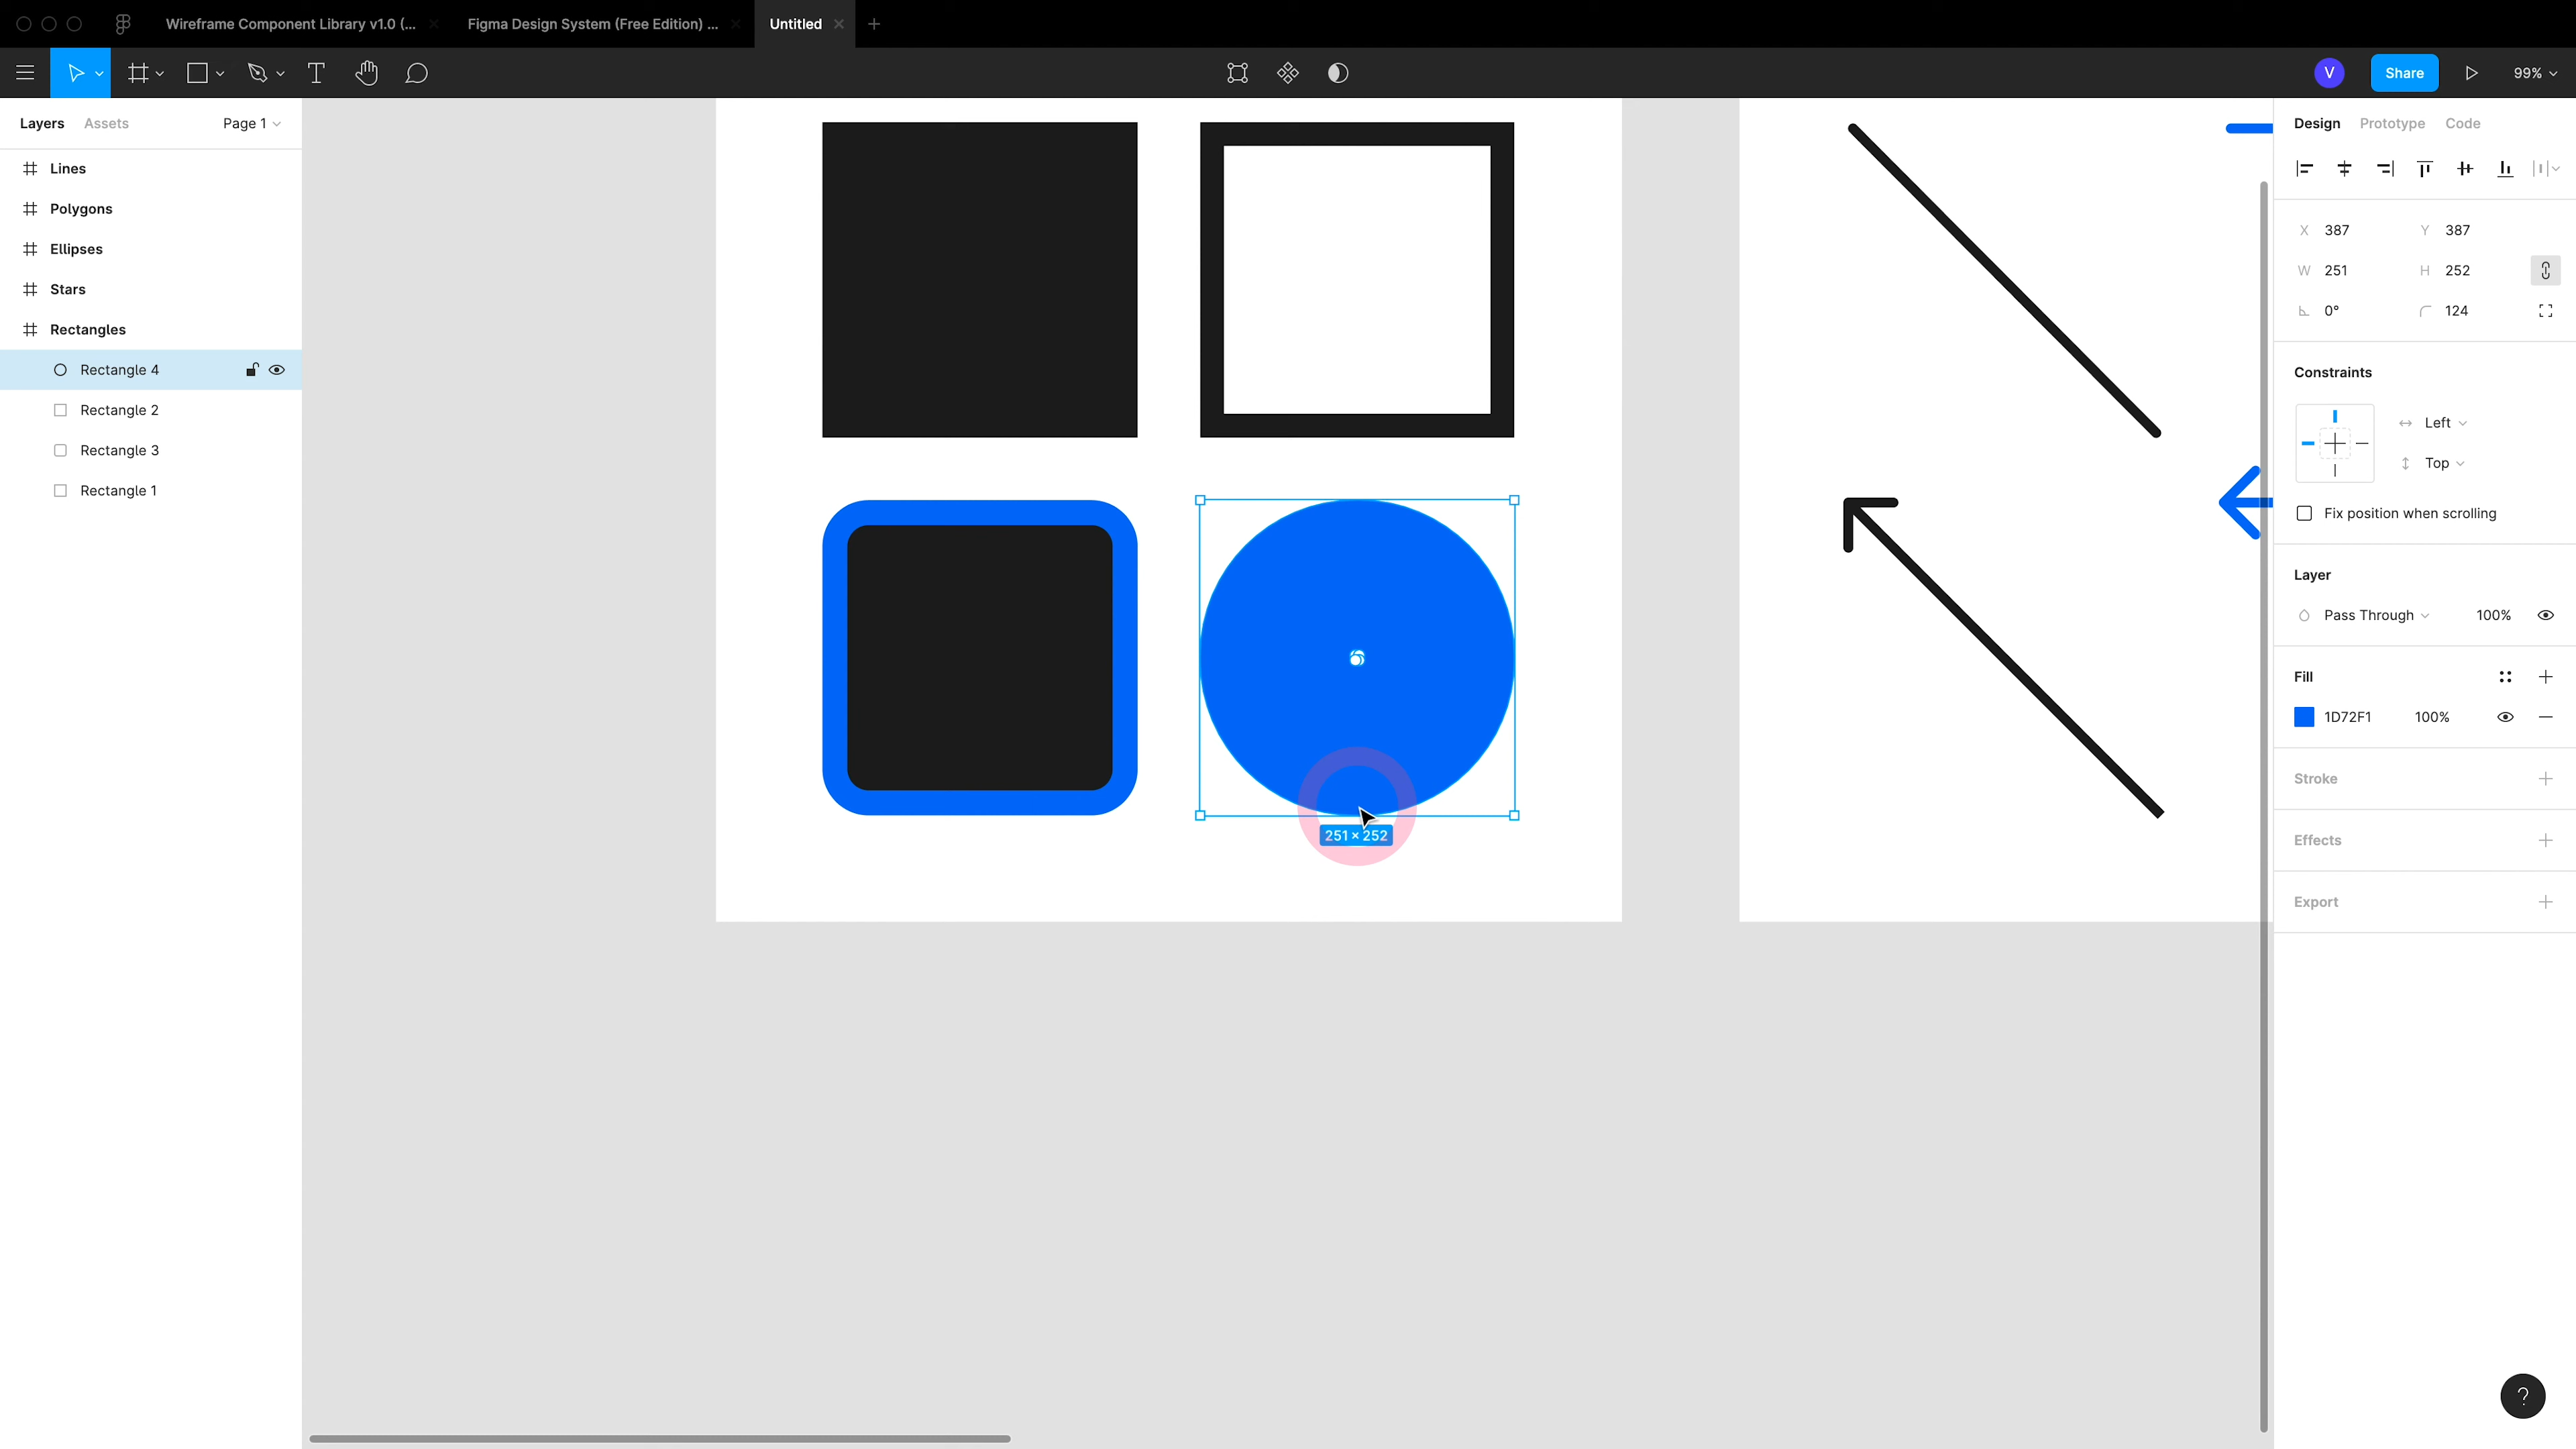 Wireframe Component Library v1.0 (...
Figma Design System (Free Edition) ...
Untitled
V
Share
99%
Layers
Assets
Page 1
Lines
Polygons
Ellipses
Stars
Rectangles
Rectangle 4
Rectangle 2
Rectangle 3
Rectangle 1
251 × 252
Design
Prototype
Code
X 387
Y 387
W 251
H 252
0°
124
Constraints
Left
Top
Fix position when scrolling
Layer
Pass Through
100%
Fill
1D72F1
100%
Stroke
Effects
Export
?